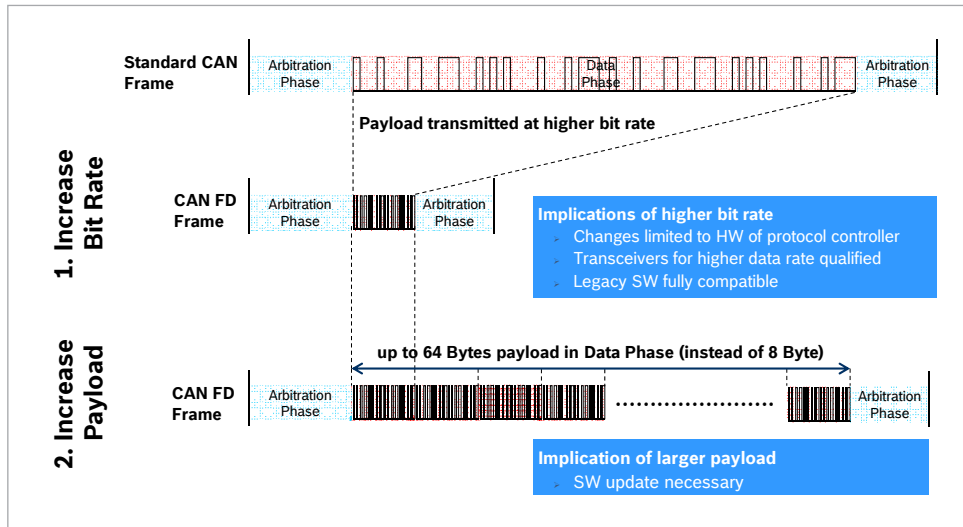 Standard CAN
Frame
Arbitration
Phase
Data
Phase
Arbitration
Phase
Payload transmitted at higher bit rate
1. Increase
Bit Rate
CAN FD
Frame
Arbitration
Phase
Arbitration
Phase
Implications of higher bit rate
➢ Changes limited to HW of protocol controller
➢ Transceivers for higher data rate qualified
➢ Legacy SW fully compatible
2. Increase
Payload
up to 64 Bytes payload in Data Phase (instead of 8 Byte)
CAN FD
Frame
Arbitration
Phase
Arbitration
Phase
Implication of larger payload
➢ SW update necessary